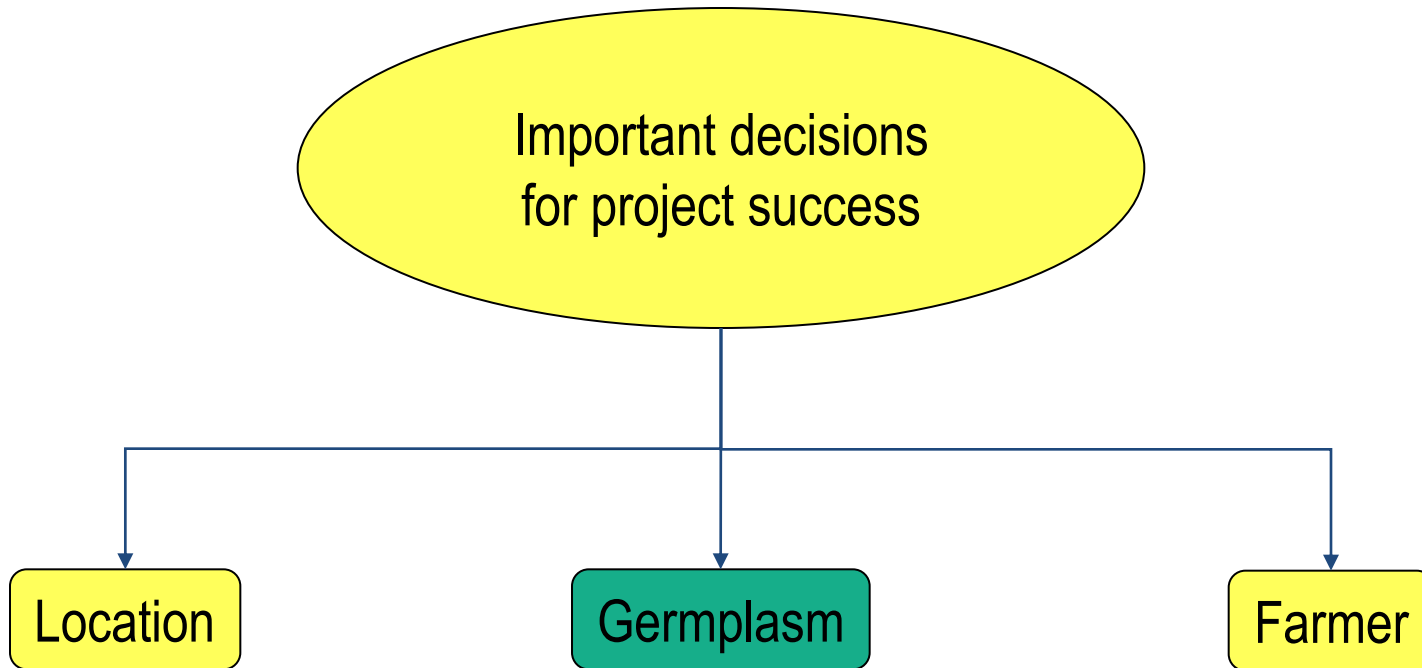 Important decisions
for project success
Location
Germplasm
Farmer